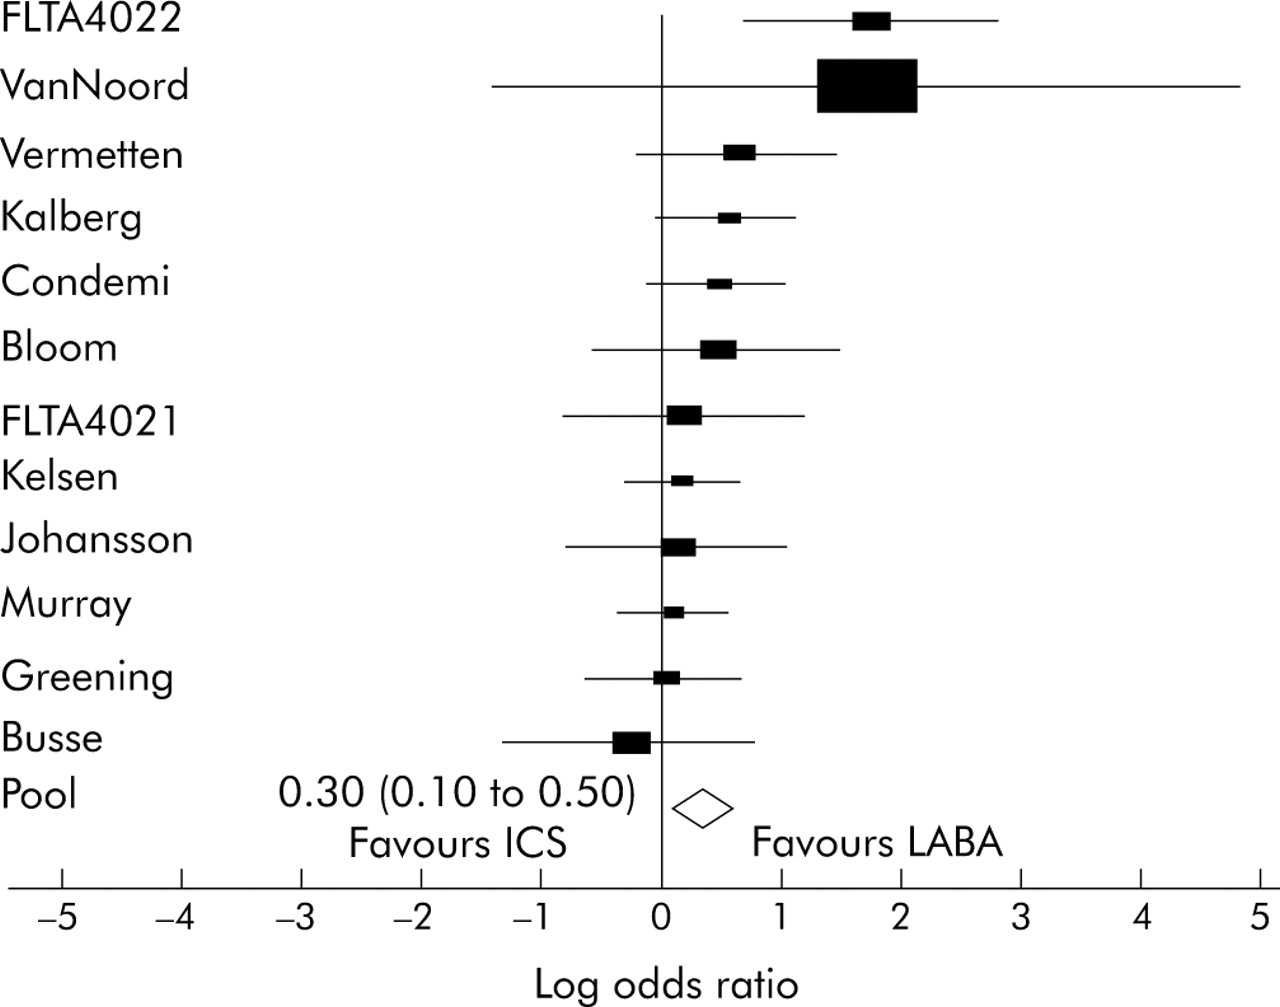 FLTA4022
VanNoord
Vermetten
Kalberg
Condemi
Bloom
FLTA4021
Kelsen
Johansson
Murray
Greening
Busse
Pool 0.30 (0.10 to 0.50)
Favours ICS Favours LABA
–5 –4 –3 –2 –1 0 1 2 3 4 5
Log odds ratio